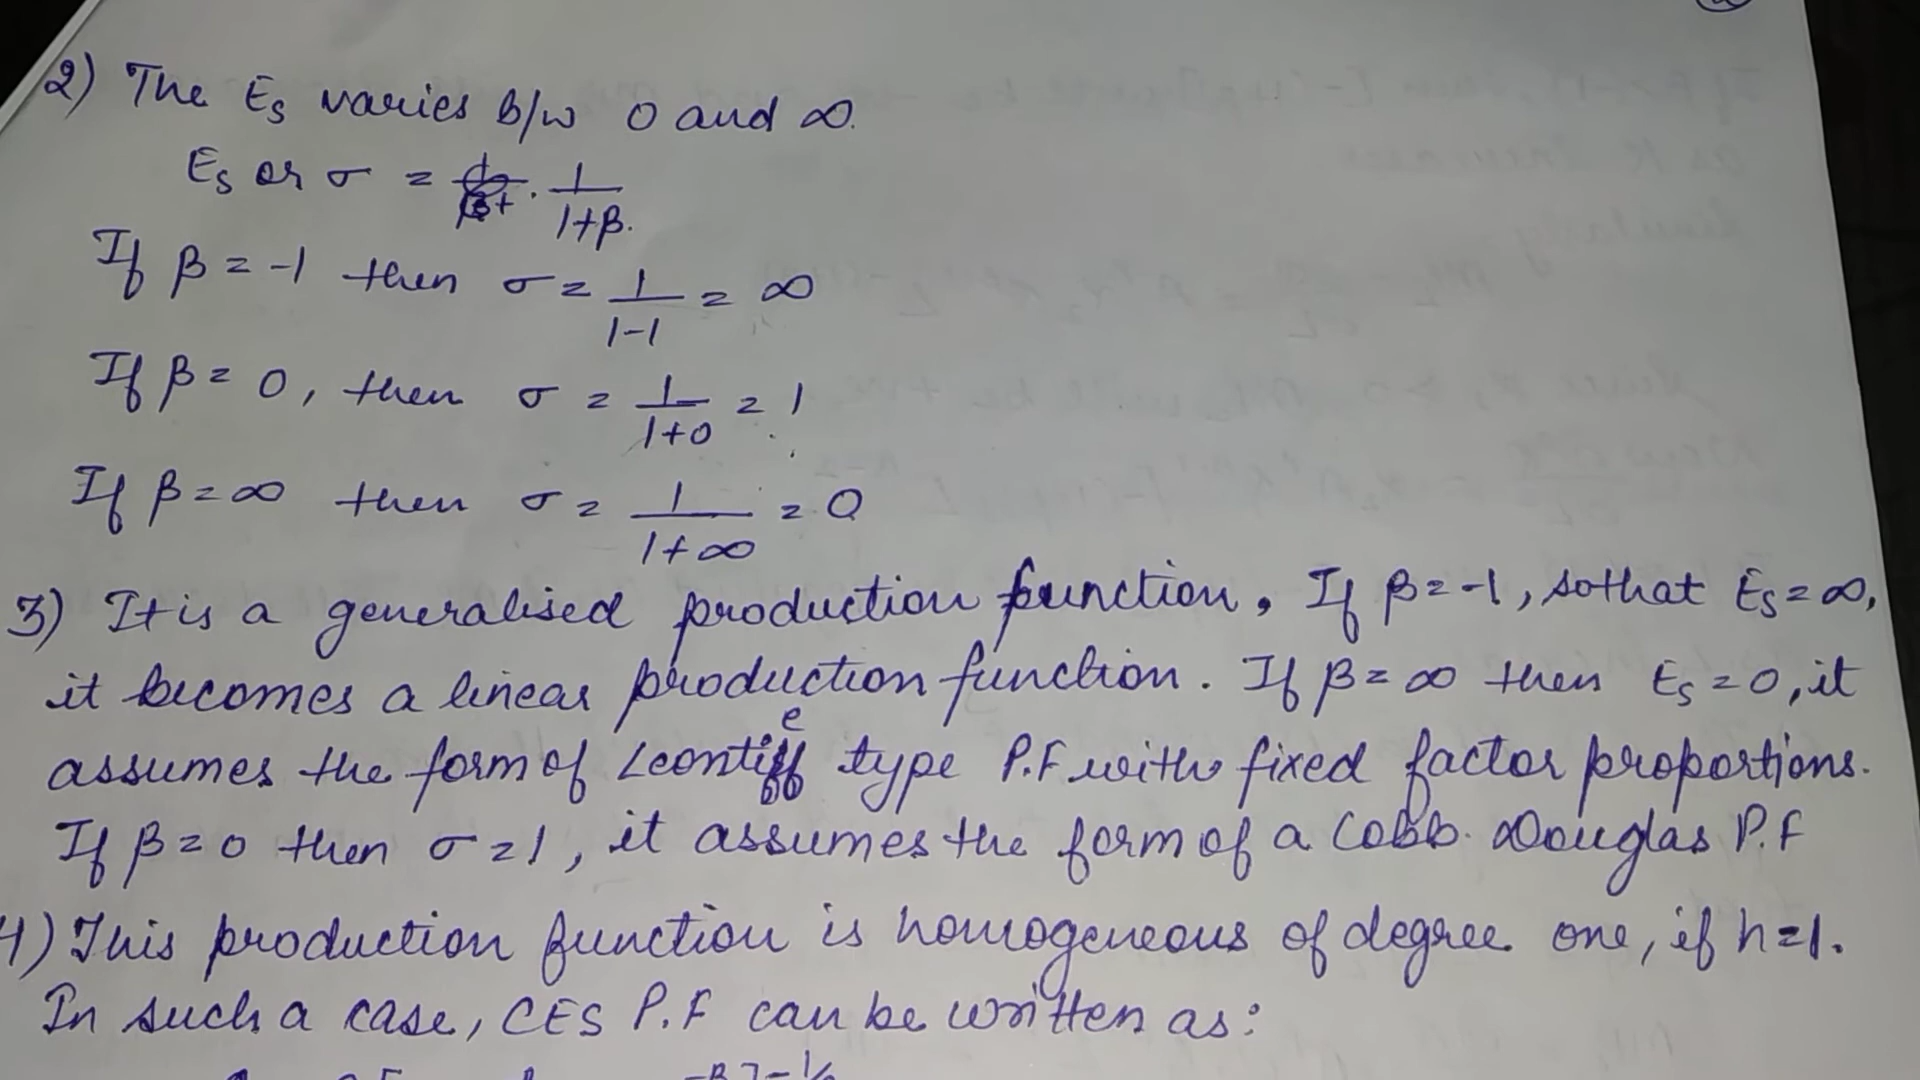 2) The Es varies b/w 0 and ∞.
Es or σ = 1/(1+β).
If β = -1 then σ = 1/(1-1) = ∞
If β = 0, then σ = 1/(1+0) = 1
If β = ∞ then σ = 1/(1+∞) = 0
3) It is a generalised production function. If β = -1, so that Es = ∞,
it becomes a linear production function. If β = ∞ then Es = 0, it
assumes the form of Leontieff type P.F with fixed factor proportions.
If β = 0 then σ = 1, it assumes the form of a Cobb. Douglas P.F
4) This production function is homogeneous of degree one, if h=1.
In such a case, CES P.F can be written as: